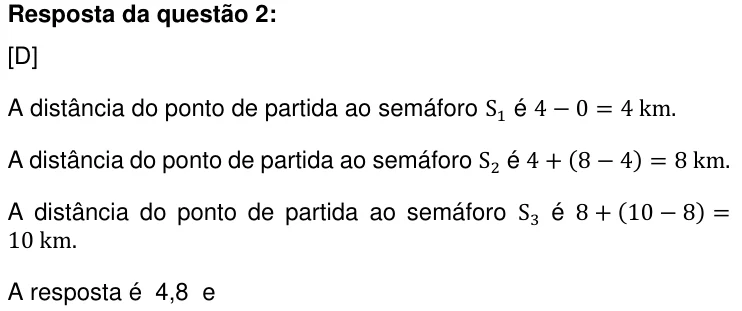 Resposta da questão 2:
[D]
A distância do ponto de partida ao semáforo S₁ é 4 − 0 = 4 km.
A distância do ponto de partida ao semáforo S₂ é 4 + (8 − 4) = 8 km.
A distância do ponto de partida ao semáforo S₃ é 8 + (10 − 8) =
10 km.
A resposta é 4,8 e